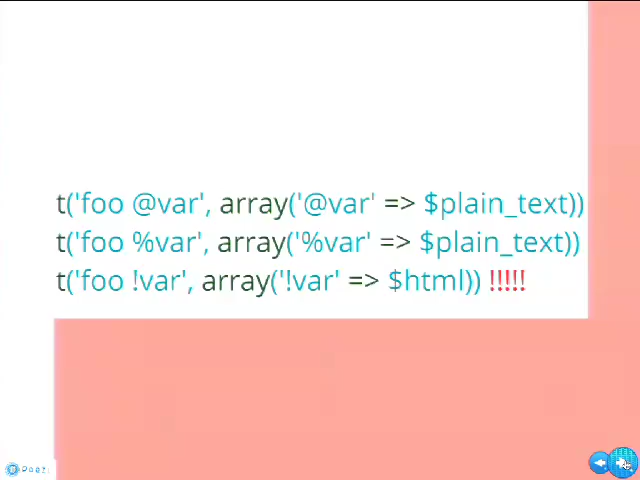 t('foo @var', array('@var' => $plain_text))
t('foo %var', array('%var' => $plain_text))
t('foo !var', array('!var' => $html)) !!!!!